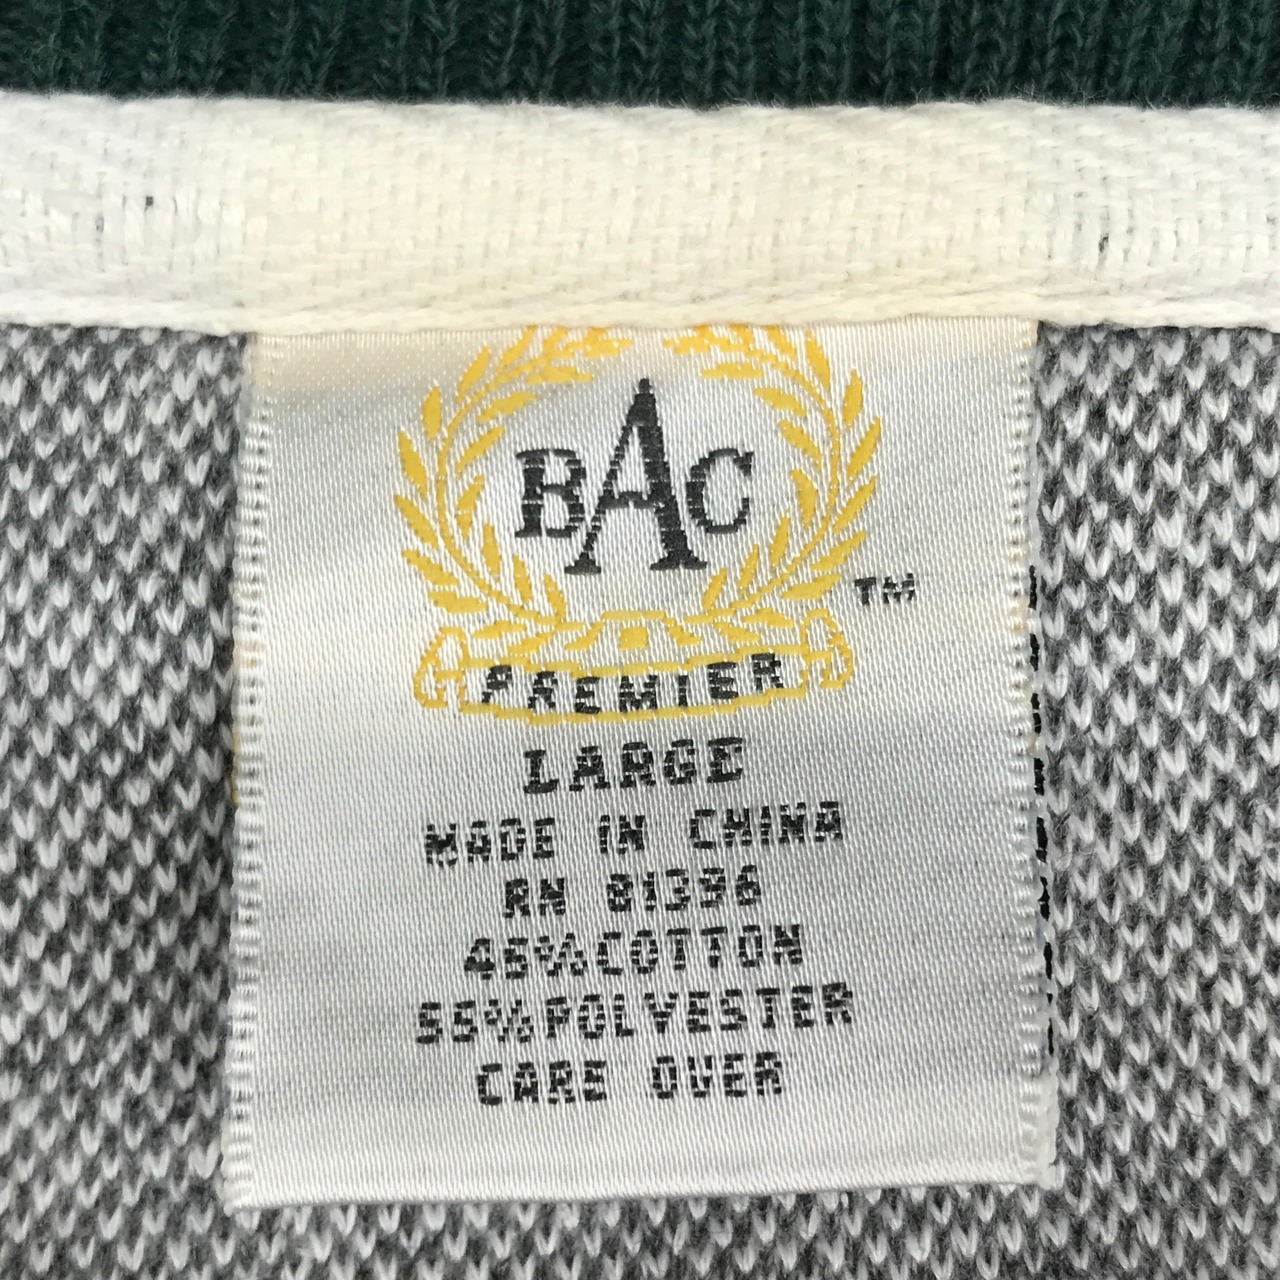 BAC
TM
PREMIER
LARGE
MADE IN CHINA
RN 81396
45%COTTON
55%POLYESTER
CARE OVER